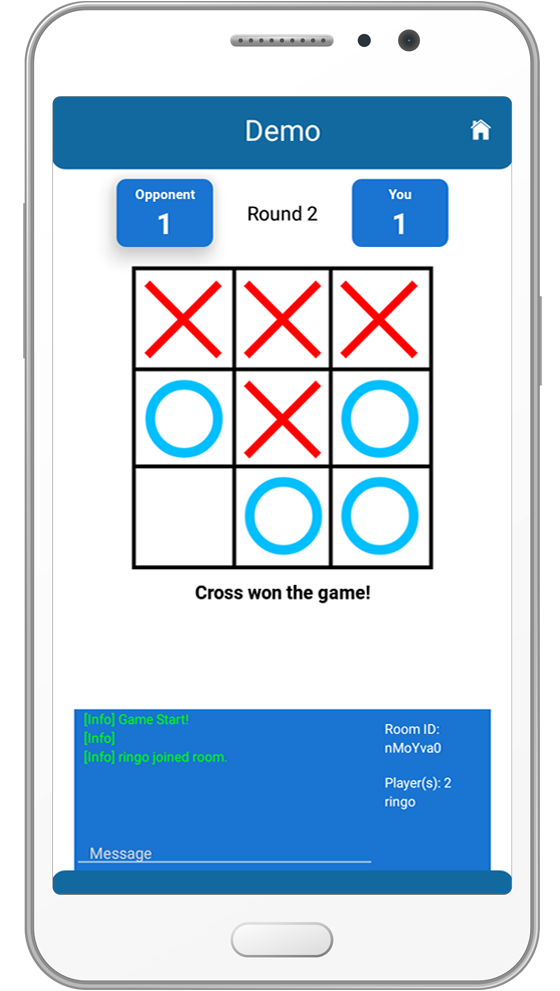 Demo
Opponent
1
Round 2
You
1
Cross won the game!
[Info] Game Start!
[Info]
[Info] ringo joined room.
Room ID:
nMoYva0
Player(s): 2
ringo
Message